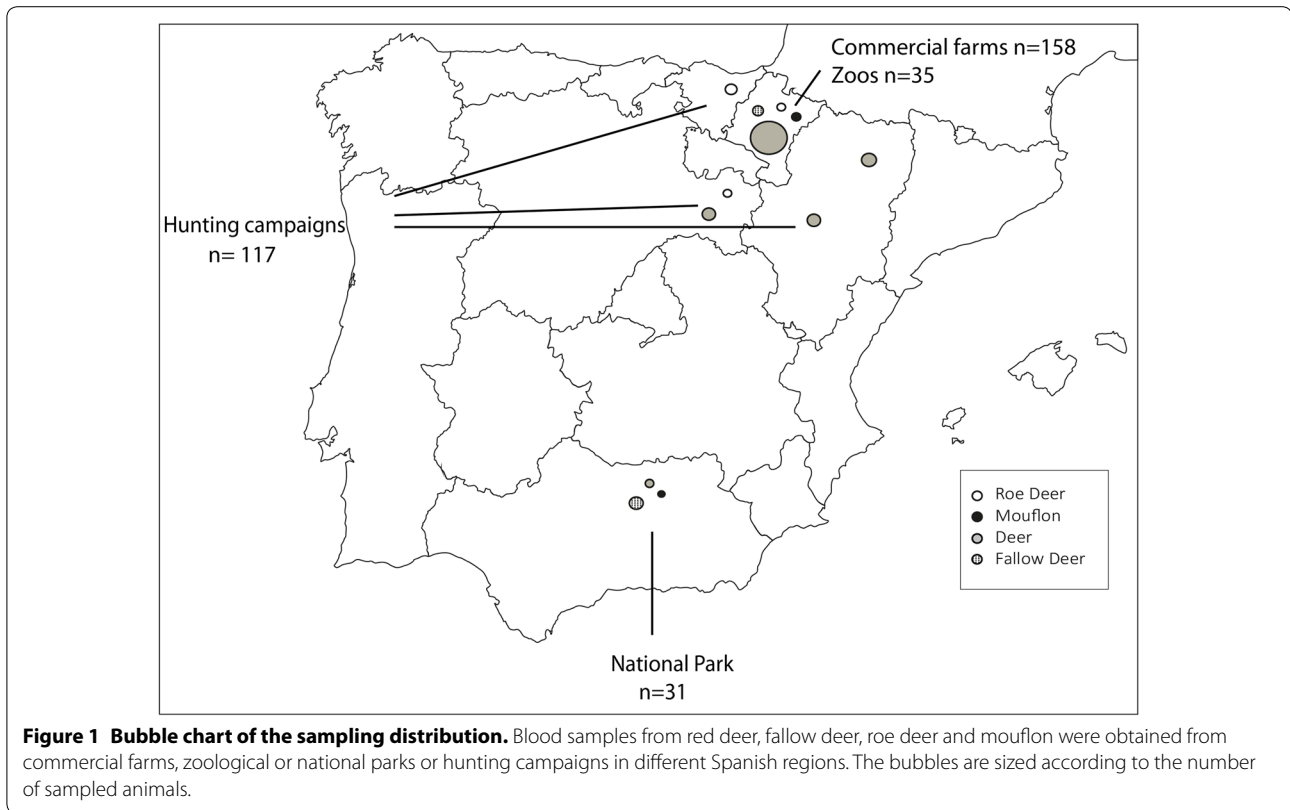 Commercial farms n=158
Zoos n=35
Hunting campaigns
n= 117
Roe Deer
Mouflon
Deer
Fallow Deer
National Park
n=31
Figure 1 Bubble chart of the sampling distribution. Blood samples from red deer, fallow deer, roe deer and mouflon were obtained from
commercial farms, zoological or national parks or hunting campaigns in different Spanish regions. The bubbles are sized according to the number
of sampled animals.